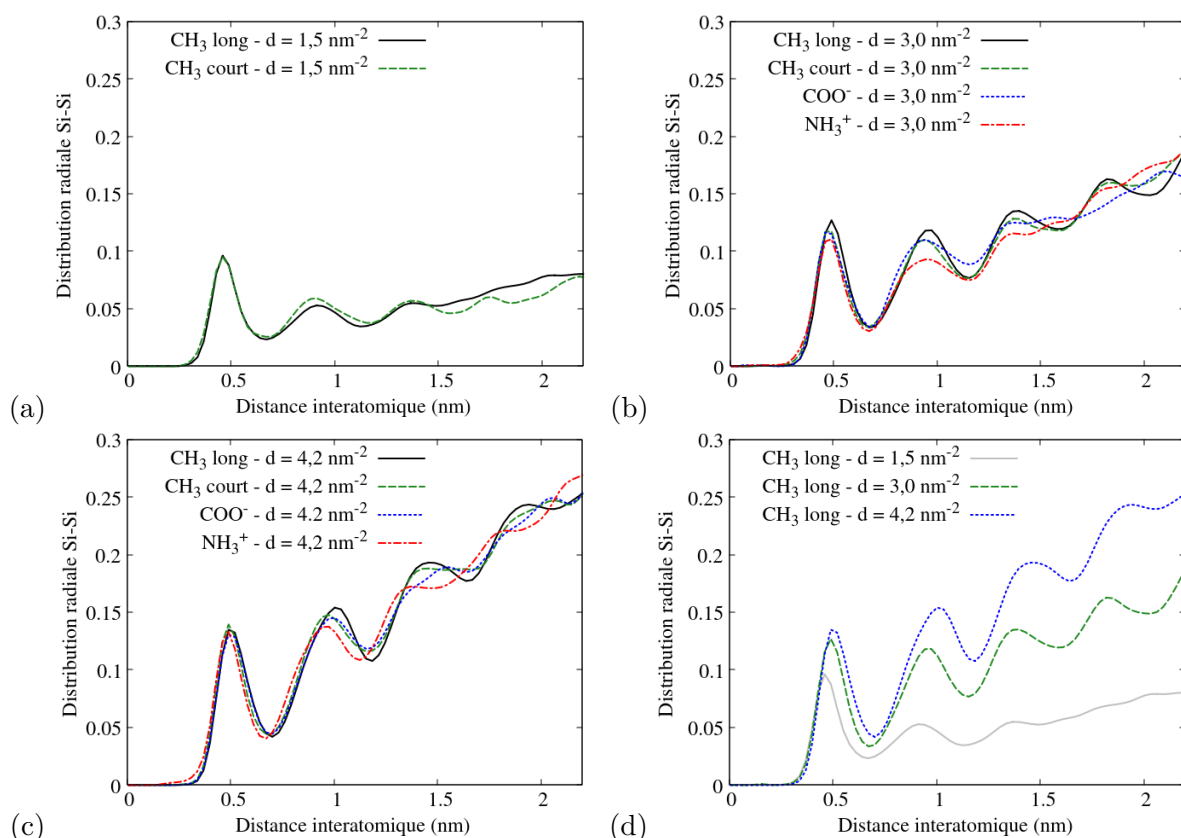 0.3
0.25
0.2
0.15
0.1
0.05
0
Distribution radiale Si-Si
CH3 long - d = 1,5 nm-2
CH3 court - d = 1,5 nm-2
0 0.5 1 1.5 2
Distance interatomique (nm)
(a)
0.3
0.25
0.2
0.15
0.1
0.05
0
Distribution radiale Si-Si
CH3 long - d = 3,0 nm-2
CH3 court - d = 3,0 nm-2
COO- - d = 3,0 nm-2
NH3+ - d = 3,0 nm-2
0 0.5 1 1.5 2
Distance interatomique (nm)
(b)
0.3
0.25
0.2
0.15
0.1
0.05
0
Distribution radiale Si-Si
CH3 long - d = 4,2 nm-2
CH3 court - d = 4,2 nm-2
COO- - d = 4.2 nm-2
NH3+ - d = 4,2 nm-2
0 0.5 1 1.5 2
Distance interatomique (nm)
(c)
0.3
0.25
0.2
0.15
0.1
0.05
0
Distribution radiale Si-Si
CH3 long - d = 1,5 nm-2
CH3 long - d = 3,0 nm-2
CH3 long - d = 4,2 nm-2
0 0.5 1 1.5 2
Distance interatomique (nm)
(d)